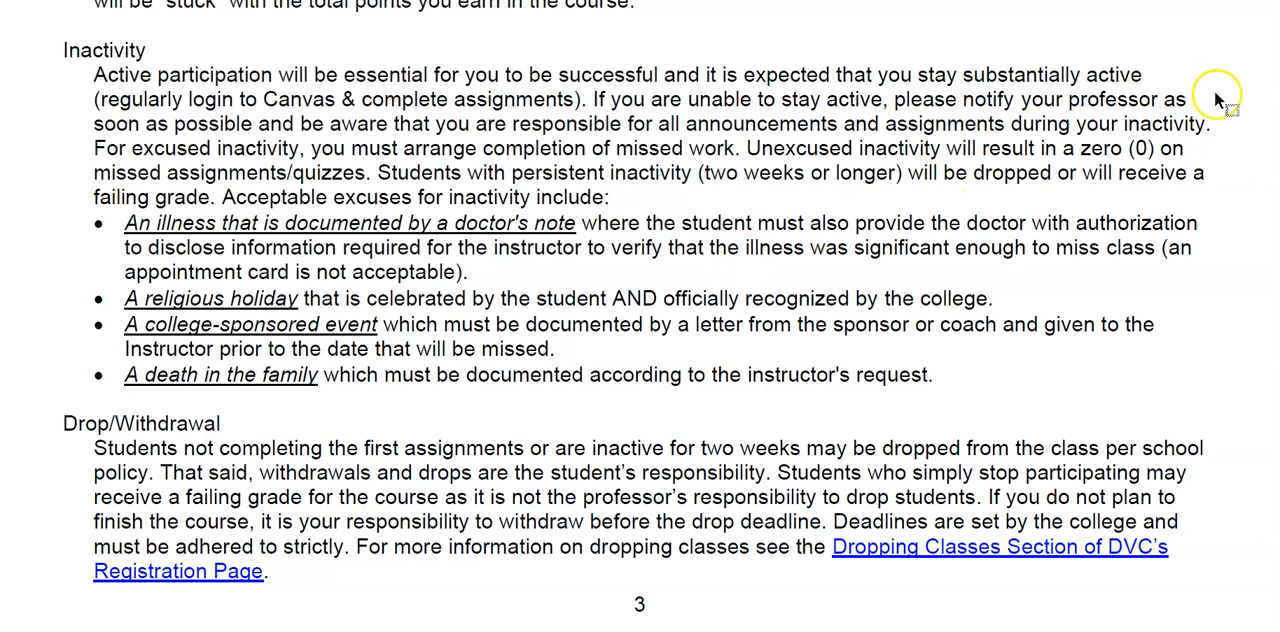 will be "stuck" with the total points you earn in the course.
Inactivity
Active participation will be essential for you to be successful and it is expected that you stay substantially active
(regularly login to Canvas & complete assignments). If you are unable to stay active, please notify your professor as
soon as possible and be aware that you are responsible for all announcements and assignments during your inactivity.
For excused inactivity, you must arrange completion of missed work. Unexcused inactivity will result in a zero (0) on
missed assignments/quizzes. Students with persistent inactivity (two weeks or longer) will be dropped or will receive a
failing grade. Acceptable excuses for inactivity include:
• An illness that is documented by a doctor's note where the student must also provide the doctor with authorization
to disclose information required for the instructor to verify that the illness was significant enough to miss class (an
appointment card is not acceptable).
• A religious holiday that is celebrated by the student AND officially recognized by the college.
• A college-sponsored event which must be documented by a letter from the sponsor or coach and given to the
Instructor prior to the date that will be missed.
• A death in the family which must be documented according to the instructor's request.
Drop/Withdrawal
Students not completing the first assignments or are inactive for two weeks may be dropped from the class per school
policy. That said, withdrawals and drops are the student's responsibility. Students who simply stop participating may
receive a failing grade for the course as it is not the professor's responsibility to drop students. If you do not plan to
finish the course, it is your responsibility to withdraw before the drop deadline. Deadlines are set by the college and
must be adhered to strictly. For more information on dropping classes see the Dropping Classes Section of DVC's
Registration Page.
3